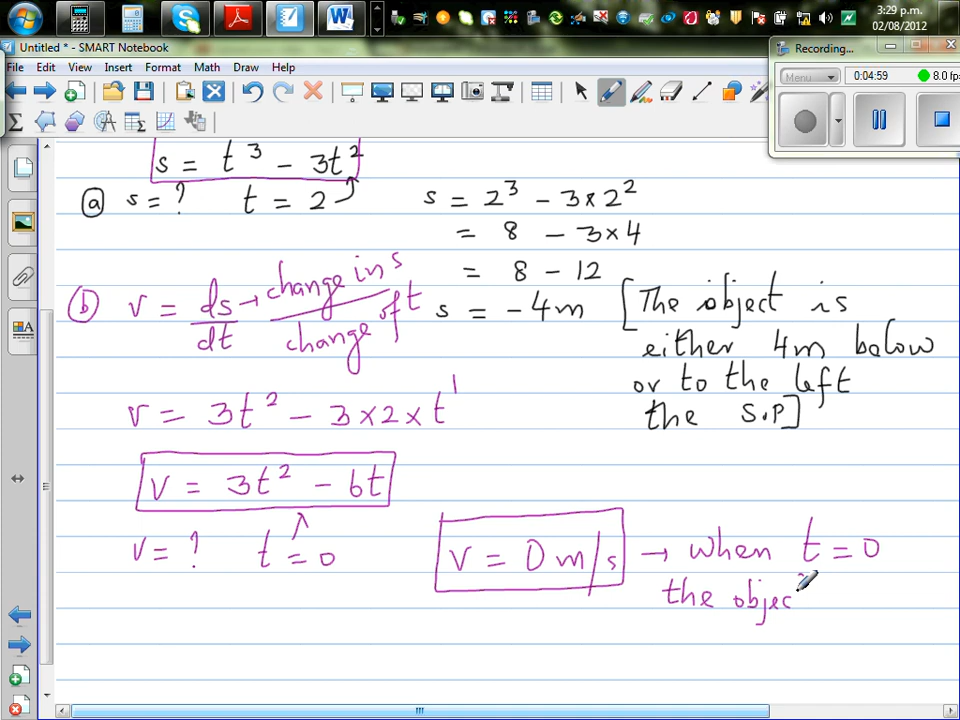 3:29 p.m.
02/08/2012
Untitled * - SMART Notebook
Recording...
File Edit View Insert Format Math Draw Help
Menu
0:04:59
8.0 fp
s = t³ - 3t²
ⓐ s = ? t = 2
s = 2³ - 3×2²
= 8 - 3×4
= 8 - 12
s = -4m
[The object is
either 4m below
or to the left
the S.P]
ⓑ v = ds/dt → change in s / change of t
v = 3t² - 3×2×t¹
v = 3t² - 6t
v = ? t = 0
v = 0 m/s → when t = 0
the objec